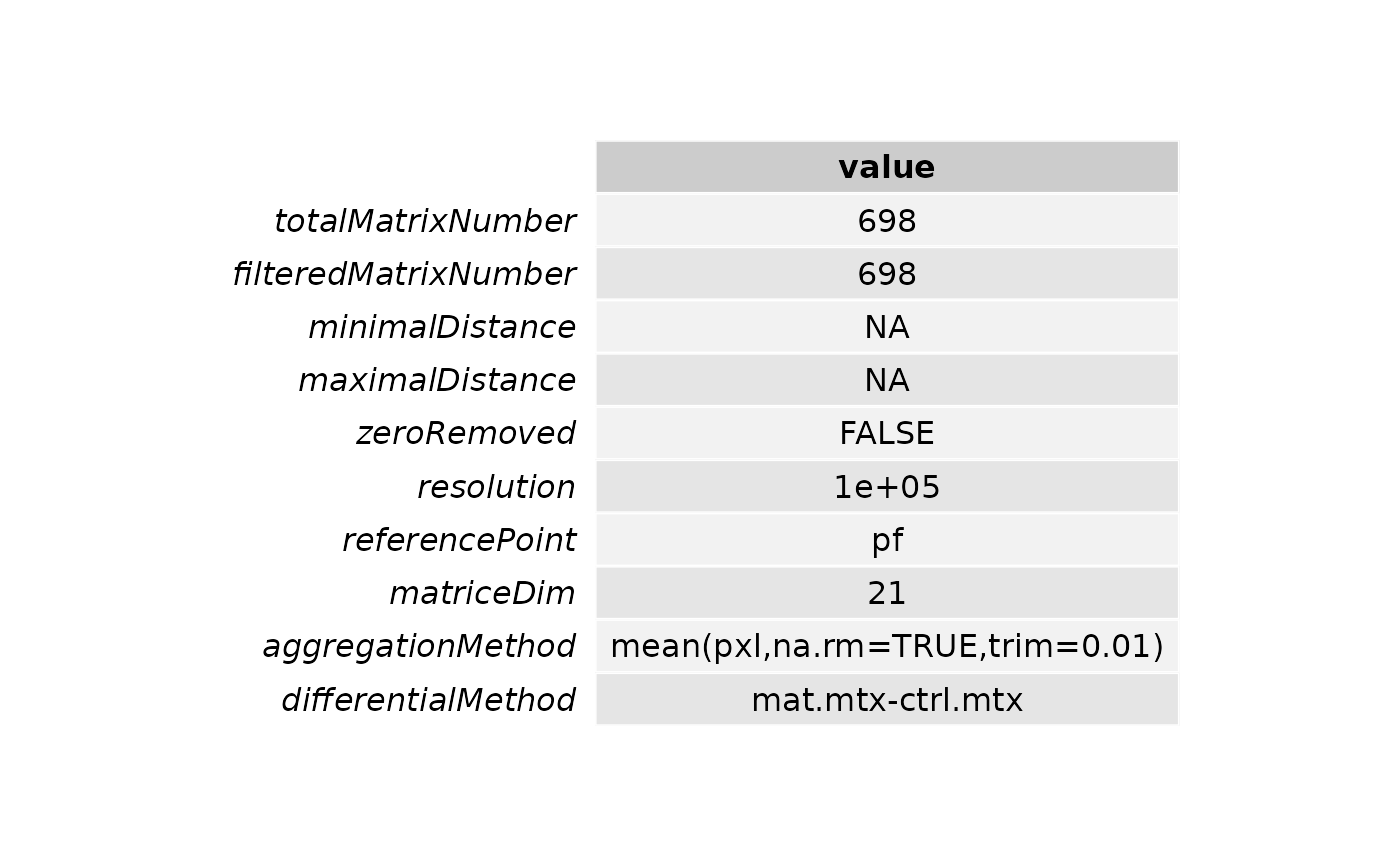 value
totalMatrixNumber 698
filteredMatrixNumber 698
minimalDistance NA
maximalDistance NA
zeroRemoved FALSE
resolution 1e+05
referencePoint pf
matriceDim 21
aggregationMethod mean(pxl,na.rm=TRUE,trim=0.01)
differentialMethod mat.mtx-ctrl.mtx